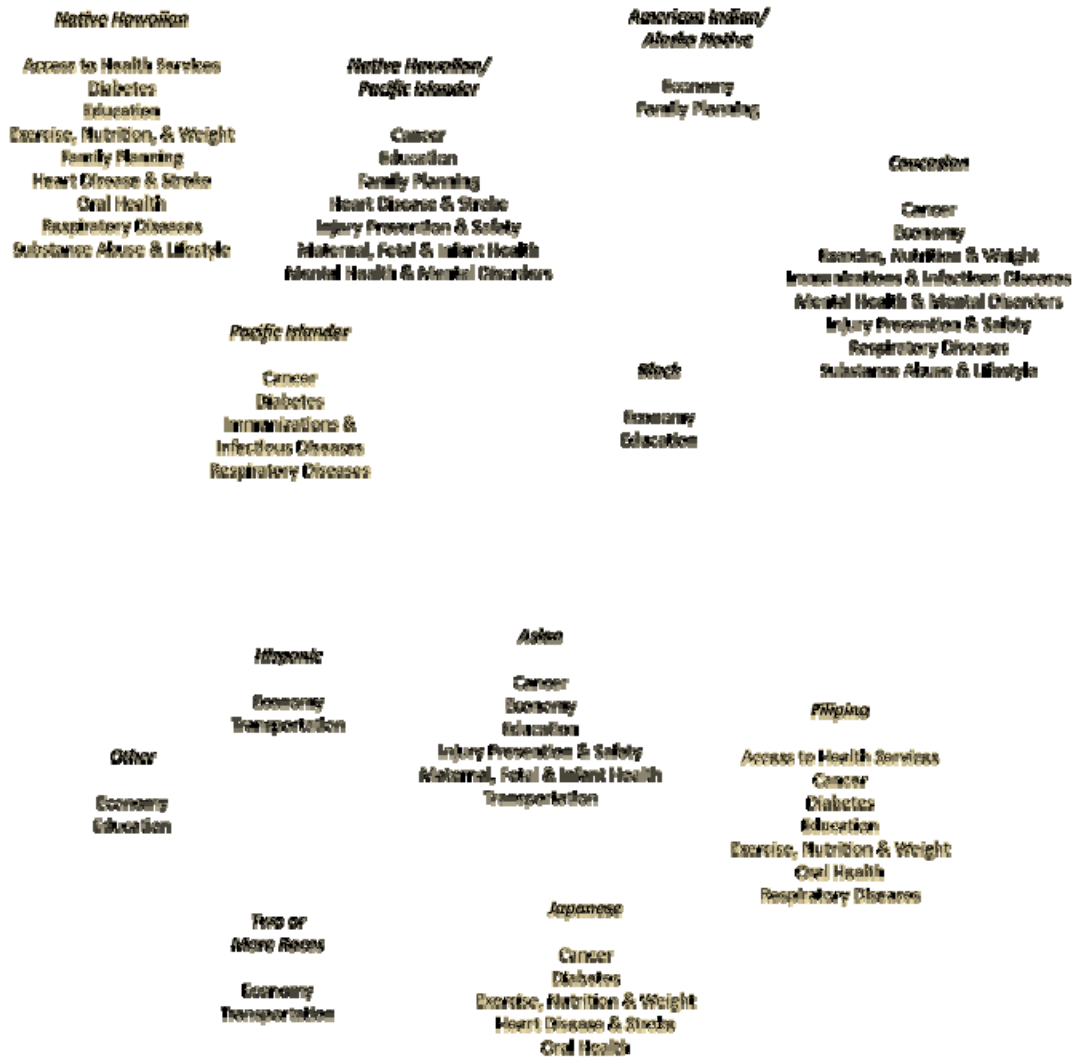 Native Hawaiian
Access to Health Services
Diabetes
Education
Exercise, Nutrition, & Weight
Family Planning
Heart Disease & Stroke
Oral Health
Respiratory Diseases
Substance Abuse & Lifestyle
Native Hawaiian/
Pacific Islander
Cancer
Education
Family Planning
Heart Disease & Stroke
Injury Prevention & Safety
Maternal, Fetal & Infant Health
Mental Health & Mental Disorders
American Indian/
Alaska Native
Economy
Family Planning
Caucasian
Cancer
Economy
Exercise, Nutrition & Weight
Immunizations & Infectious Diseases
Mental Health & Mental Disorders
Injury Prevention & Safety
Respiratory Diseases
Substance Abuse & Lifestyle
Pacific Islander
Cancer
Diabetes
Immunizations &
Infectious Diseases
Respiratory Diseases
Black
Economy
Education
Hispanic
Economy
Transportation
Asian
Cancer
Economy
Education
Injury Prevention & Safety
Maternal, Fetal & Infant Health
Transportation
Filipino
Access to Health Services
Cancer
Diabetes
Education
Exercise, Nutrition & Weight
Oral Health
Respiratory Diseases
Other
Economy
Education
Two or
More Races
Economy
Transportation
Japanese
Cancer
Diabetes
Exercise, Nutrition & Weight
Heart Disease & Stroke
Oral Health